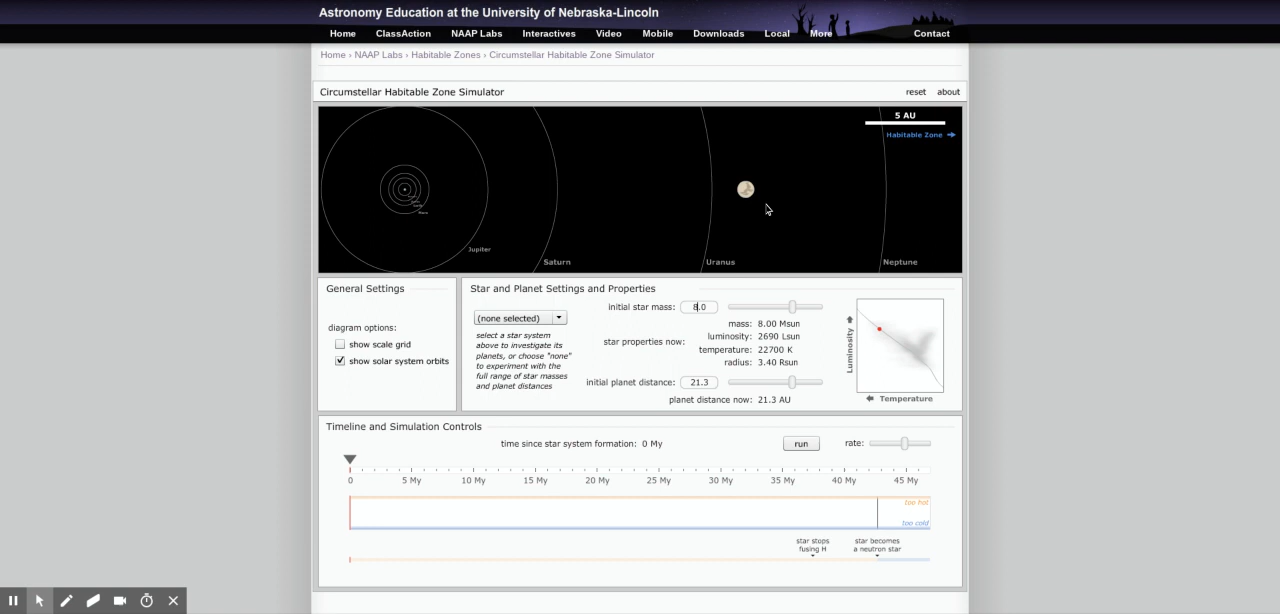 Astronomy Education at the University of Nebraska-Lincoln
Home ClassAction NAAP Labs Interactives Video Mobile Downloads Local More Contact
Home › NAAP Labs › Habitable Zones › Circumstellar Habitable Zone Simulator
Circumstellar Habitable Zone Simulator reset about
5 AU
Habitable Zone
Mars
Jupiter
Saturn
Uranus
Neptune
General Settings
diagram options:
show scale grid
show solar system orbits
Star and Planet Settings and Properties
(none selected)
select a star system
above to investigate its
planets, or choose "none"
to experiment with the
full range of star masses
and planet distances
initial star mass: 8.0
star properties now:
mass: 8.00 Msun
luminosity: 2690 Lsun
temperature: 22700 K
radius: 3.40 Rsun
initial planet distance: 21.3
planet distance now: 21.3 AU
Luminosity
Temperature
Timeline and Simulation Controls
time since star system formation: 0 My
run
rate:
0 5 My 10 My 15 My 20 My 25 My 30 My 35 My 40 My 45 My
too hot
too cold
star stops
fusing H
star becomes
a neutron star